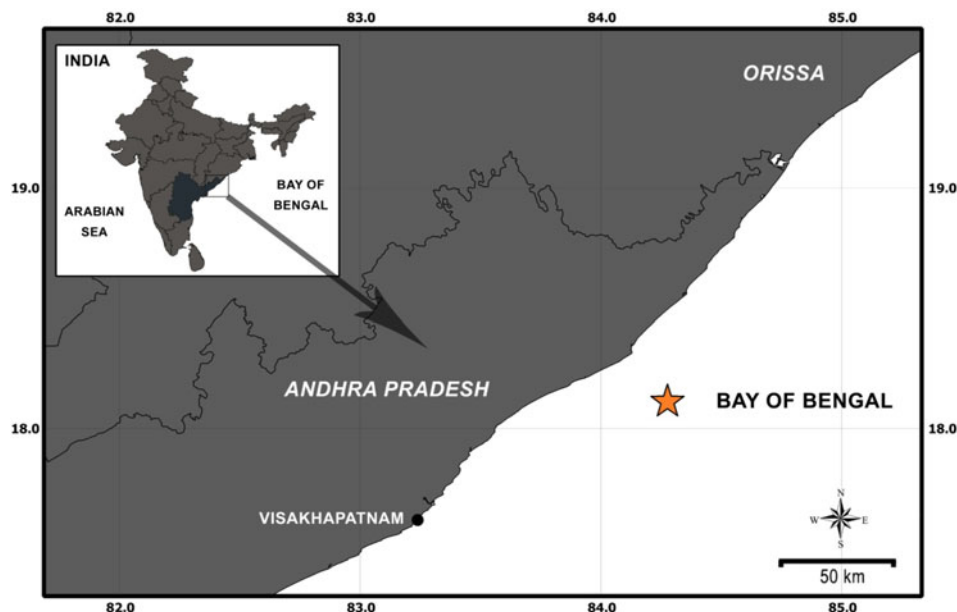 82.0 83.0 84.0 85.0
INDIA
ORISSA
19.0 19.0
BAY OF
BENGAL
ARABIAN
SEA
ANDHRA PRADESH
BAY OF BENGAL
18.0 18.0
VISAKHAPATNAM
N
W E
S
50 km
82.0 83.0 84.0 85.0